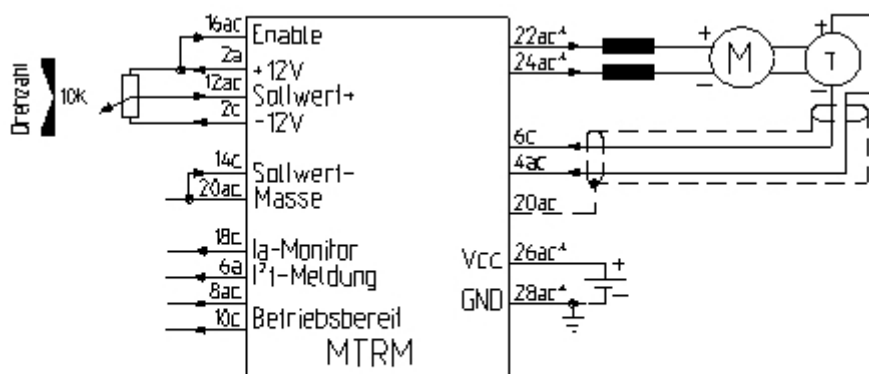 16ac
Enable
2a
+12V
12ac
Sollwert+
2c
-12V
Drehzahl
10K
14c
Sollwert-
20ac
Masse
18c
Ia-Monitor
6a
I²t-Meldung
8ac
10c
Betriebsbereit
MTRM
22ac*
24ac*
+
M
-
+
T
-
6c
4ac
20ac
Vcc
26ac*
+
-
GND
28ac*